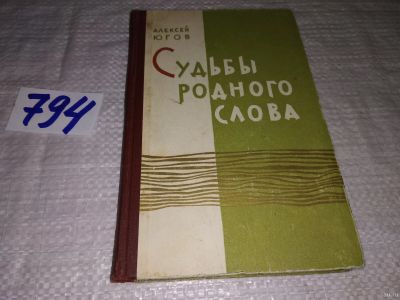 АЛЕКСЕЙ
ЮГОВ
СУДЬБЫ
РОДНОГО
СЛОВА
794